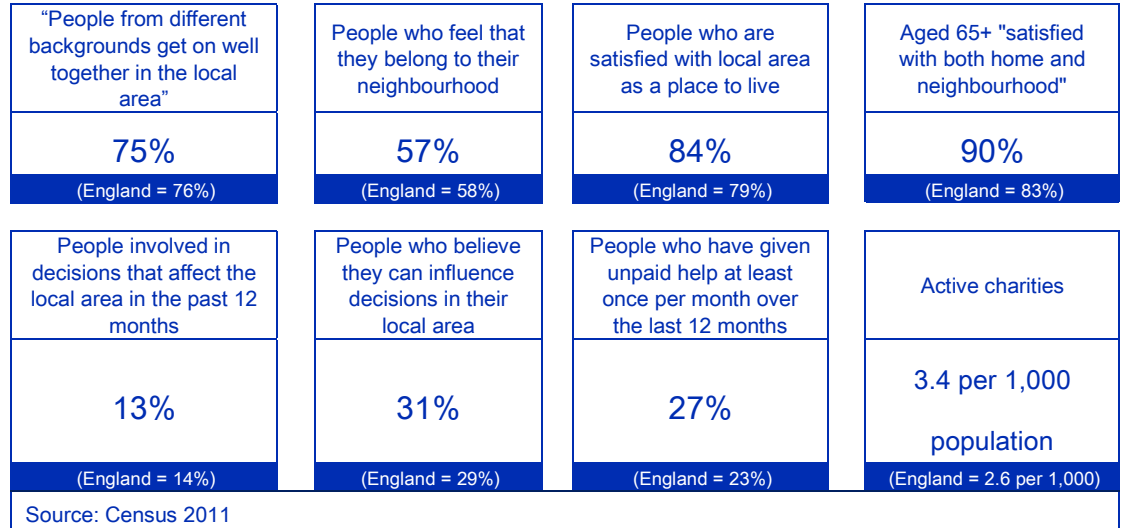 “People from different
backgrounds get on well
together in the local
area”
75%
(England = 76%)
People who feel that
they belong to their
neighbourhood
57%
(England = 58%)
People who are
satisfied with local area
as a place to live
84%
(England = 79%)
Aged 65+ "satisfied
with both home and
neighbourhood"
90%
(England = 83%)
People involved in
decisions that affect the
local area in the past 12
months
13%
(England = 14%)
People who believe
they can influence
decisions in their
local area
31%
(England = 29%)
People who have given
unpaid help at least
once per month over
the last 12 months
27%
(England = 23%)
Active charities
3.4 per 1,000
population
(England = 2.6 per 1,000)
Source: Census 2011